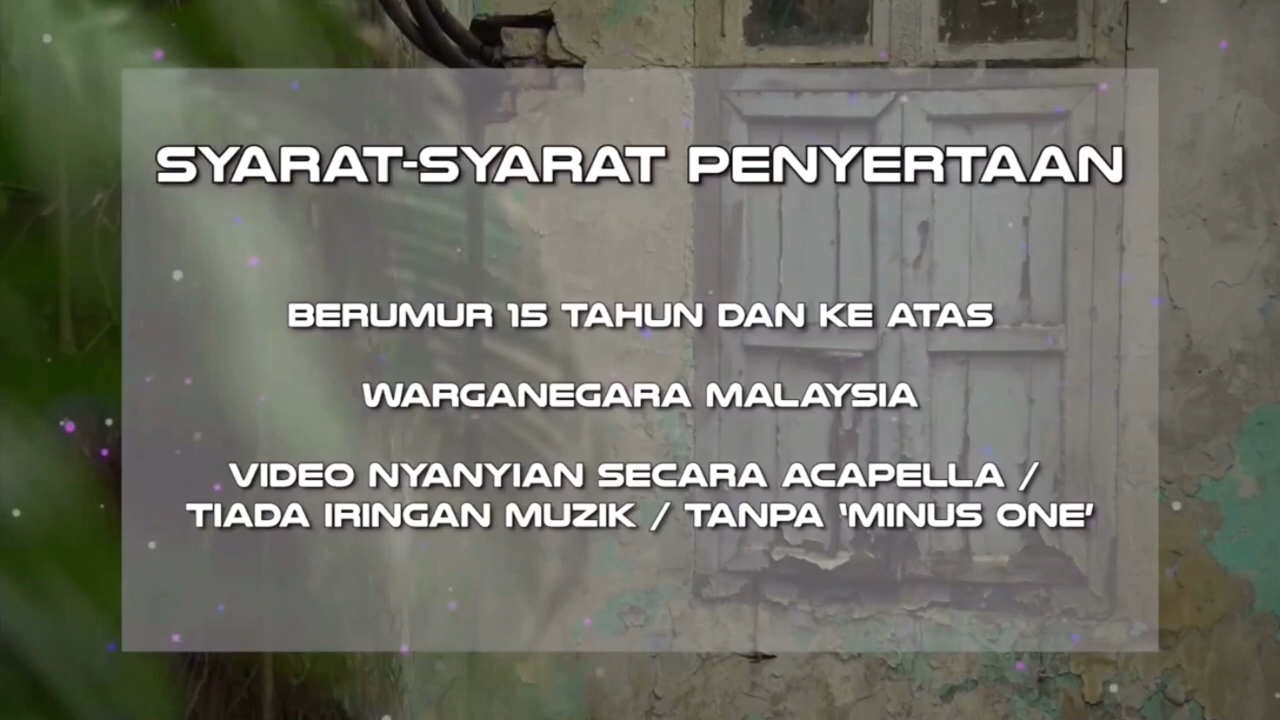 SYARAT-SYARAT PENYERTAAN
BERUMUR 15 TAHUN DAN KE ATAS
WARGANEGARA MALAYSIA
VIDEO NYANYIAN SECARA ACAPELLA /
TIADA IRINGAN MUZIK / TANPA 'MINUS ONE'